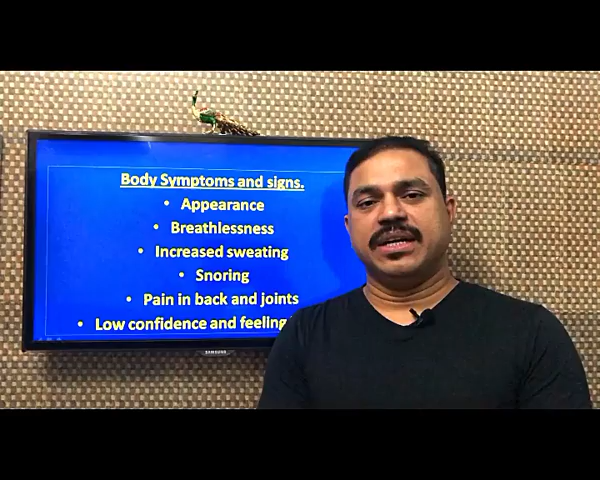 Body Symptoms and signs.
• Appearance
• Breathlessness
• Increased sweating
• Snoring
• Pain in back and joints
• Low confidence and feeling
SAMSUNG